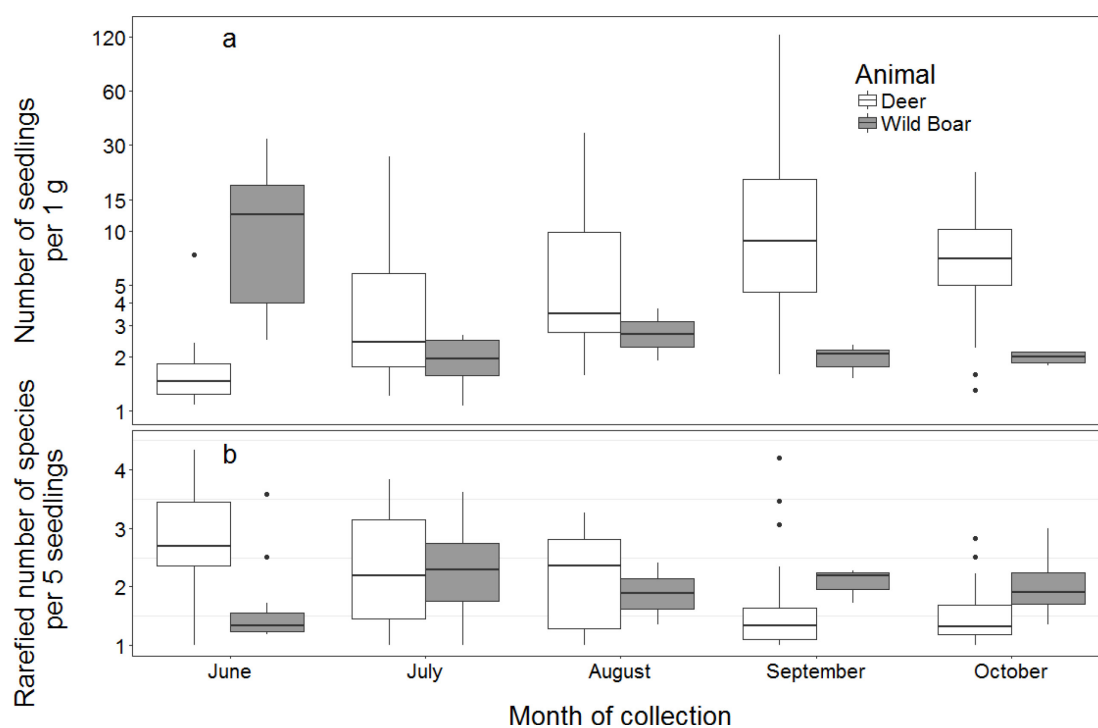 a
Number of seedlings
per 1 g
120
60
30
15
10
5
4
3
2
1
Animal
Deer
Wild Boar
b
Rarefied number of species
per 5 seedlings
4
3
2
1
June
July
August
September
October
Month of collection